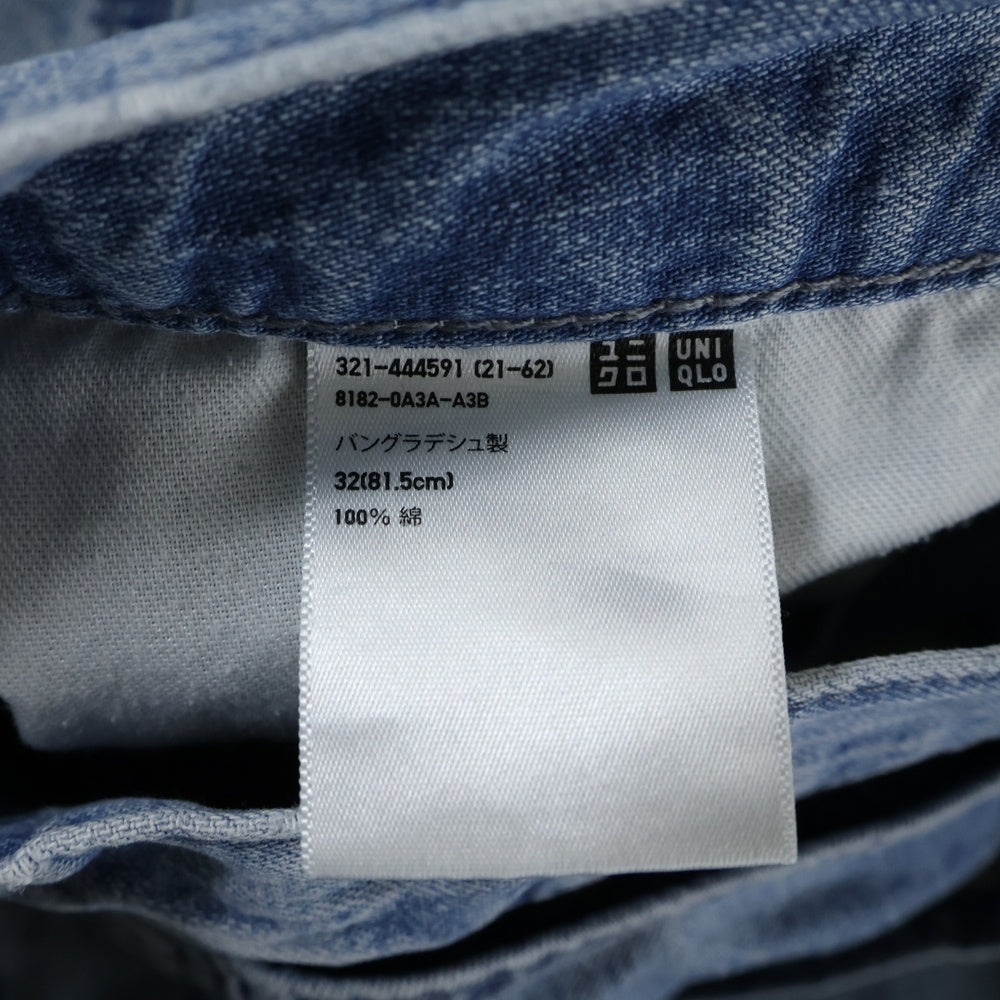 321-444591 (21-62)
ユニ
クロ
UNI
QLO
8182-0A3A-A3B
バングラデシュ製
32(81.5cm)
100% 綿